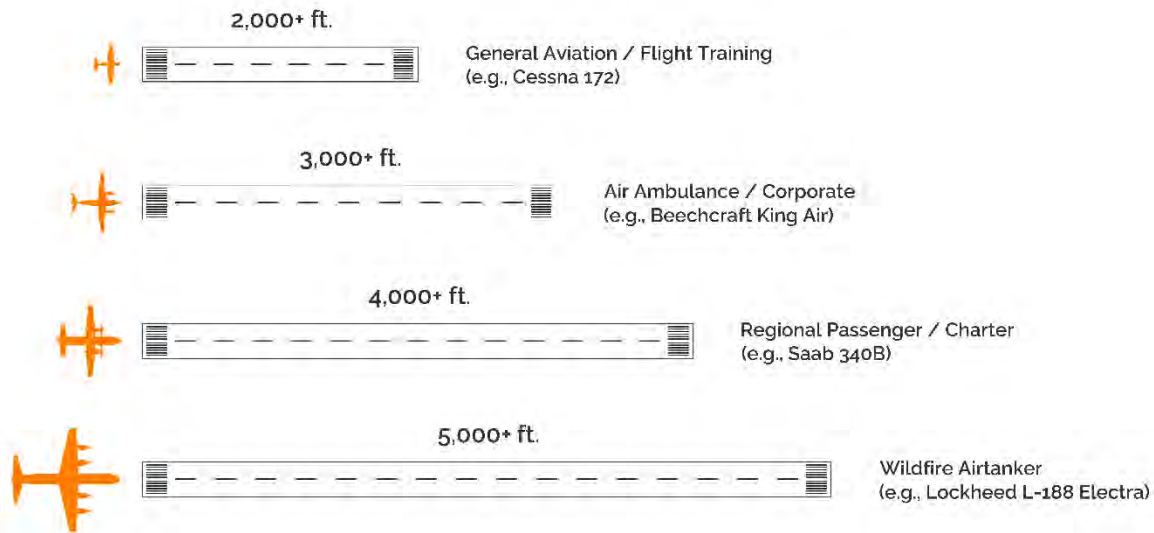 2,000+ ft.
General Aviation / Flight Training
(e.g., Cessna 172)
3,000+ ft.
Air Ambulance / Corporate
(e.g., Beechcraft King Air)
4,000+ ft.
Regional Passenger / Charter
(e.g., Saab 340B)
5,000+ ft.
Wildfire Airtanker
(e.g., Lockheed L-188 Electra)